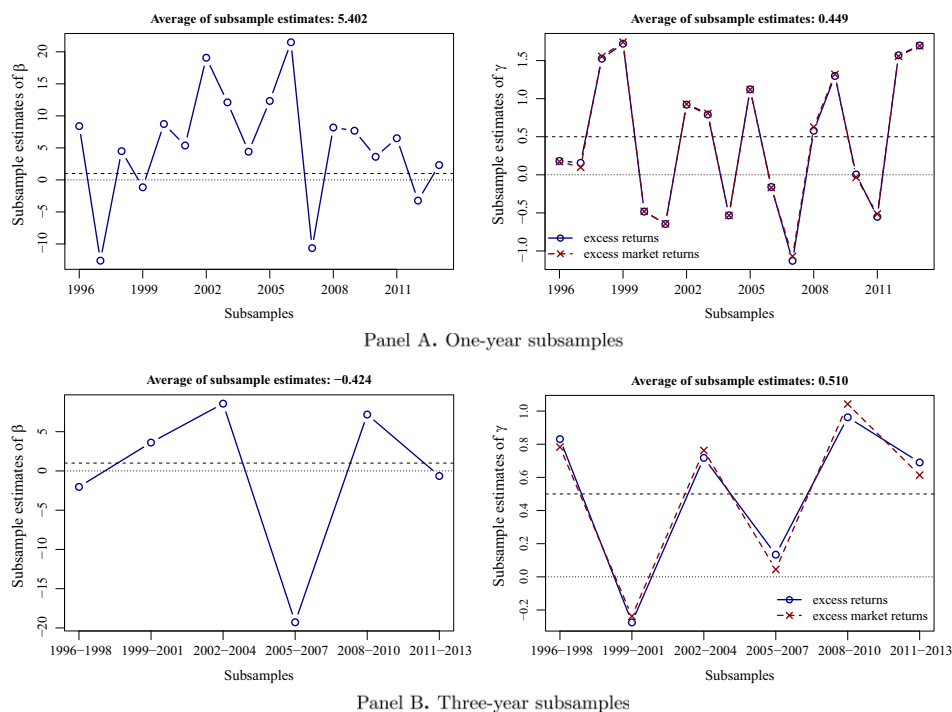 Average of subsample estimates: 5.402
Subsample estimates of β
20
15
10
5
0
−10
1996
1999
2002
2005
2008
2011
Subsamples
Average of subsample estimates: 0.449
Subsample estimates of γ
1.5
1.0
0.5
0.0
−0.5
−1.0
excess returns
excess market returns
1996
1999
2002
2005
2008
2011
Subsamples
Panel A. One-year subsamples
Average of subsample estimates: −0.424
Subsample estimates of β
5
0
−5
−10
−15
−20
1996−1998
1999−2001
2002−2004
2005−2007
2008−2010
2011−2013
Subsamples
Average of subsample estimates: 0.510
Subsample estimates of γ
1.0
0.8
0.6
0.4
0.2
0.0
−0.2
excess returns
excess market returns
1996−1998
1999−2001
2002−2004
2005−2007
2008−2010
2011−2013
Subsamples
Panel B. Three-year subsamples